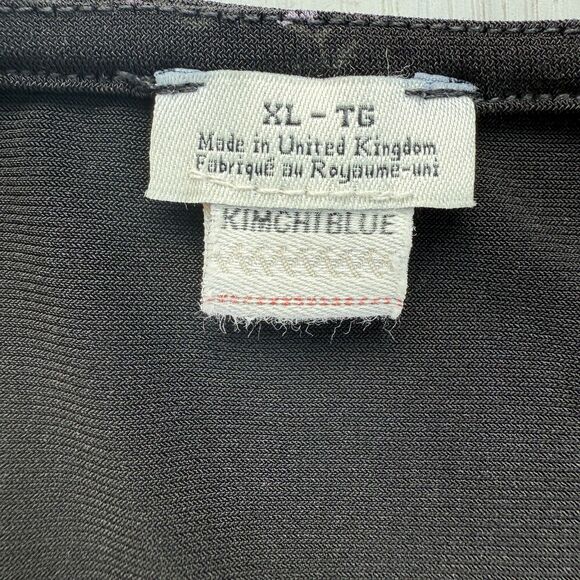 XL - TG
Made in United Kingdom
Fabriqué au Royaume-uni
KIMCHI BLUE